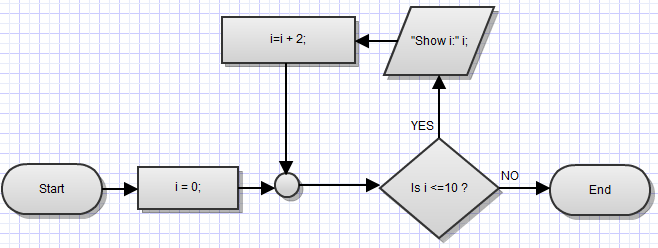 i=i + 2;
"Show i:" i;
YES
Start
i = 0;
Is i <=10 ?
NO
End